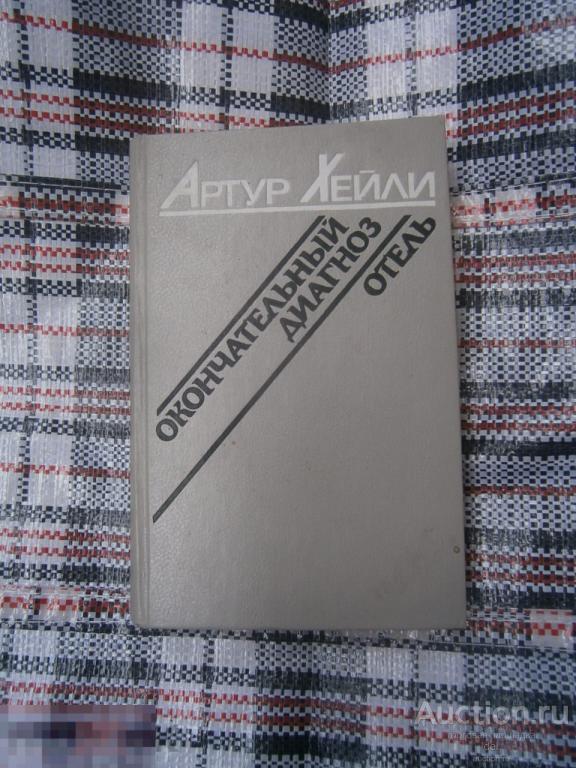 АРТУР ХЕЙЛИ
ОКОНЧАТЕЛЬНЫЙ
ДИАГНОЗ
ОТЕЛЬ
Auction.ru